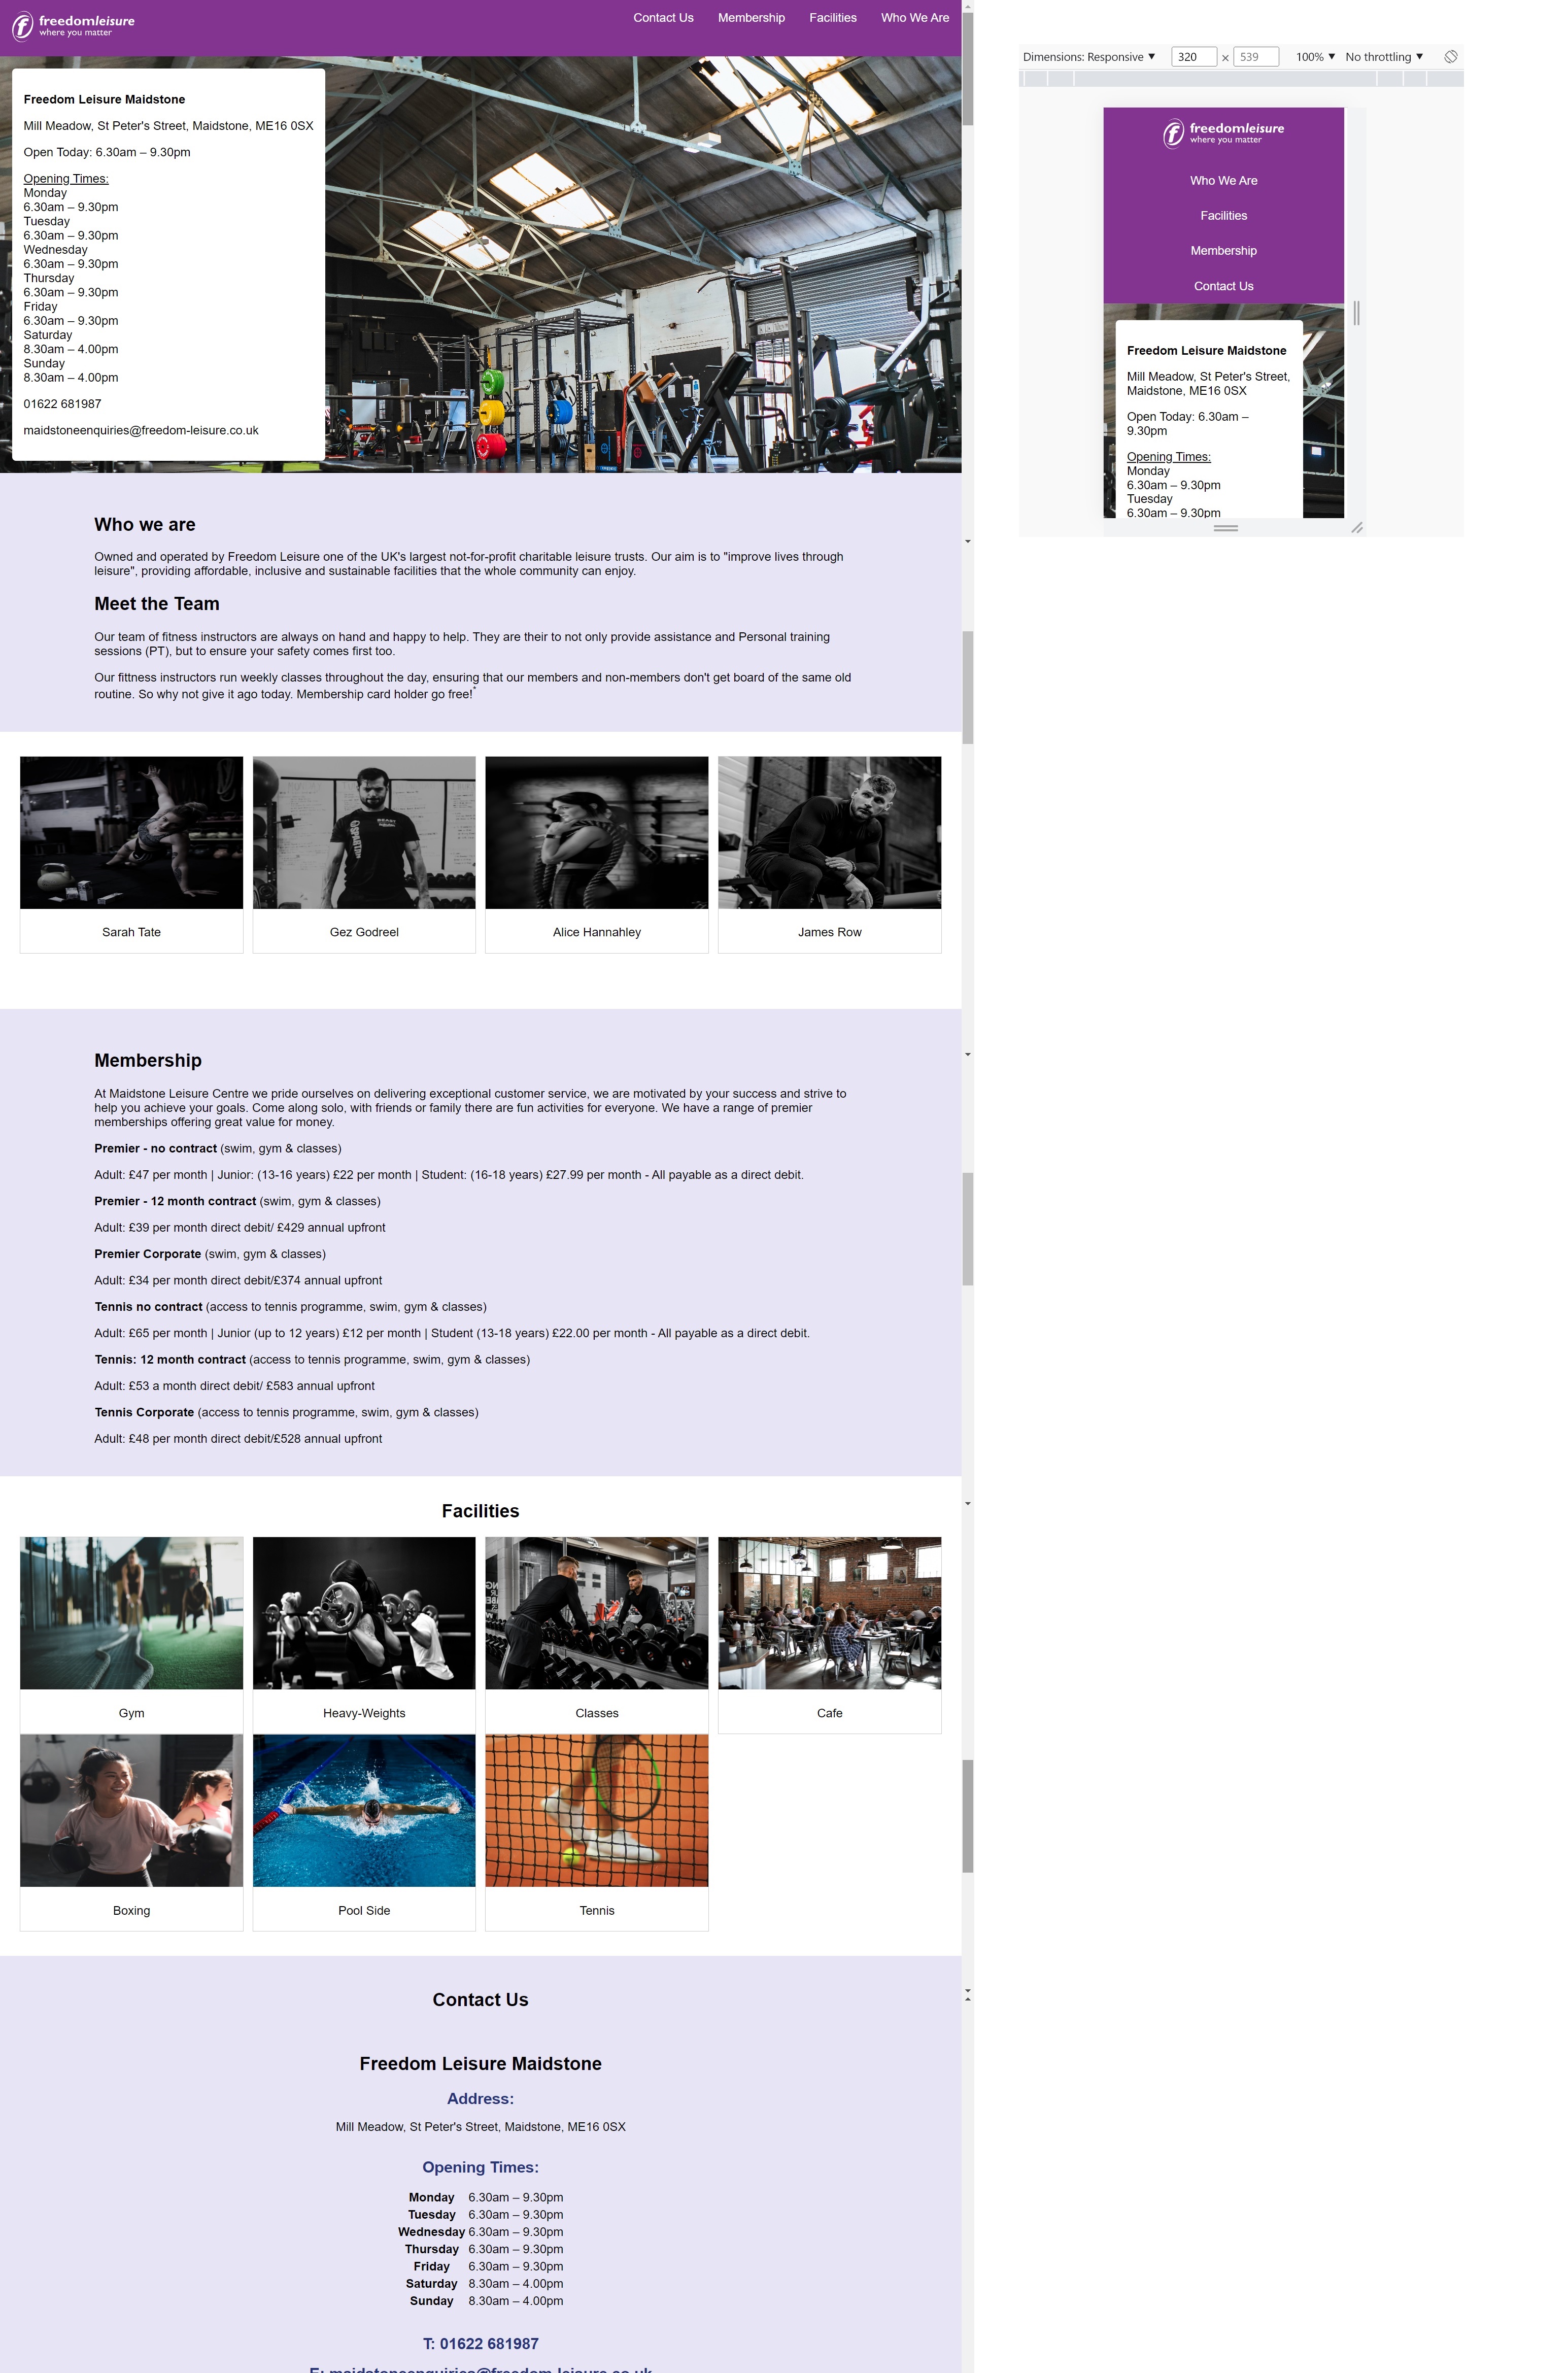 freedomleisure
where you matter
Contact Us Membership Facilities Who We Are
Freedom Leisure Maidstone
Mill Meadow, St Peter's Street, Maidstone, ME16 0SX
Open Today: 6.30am – 9.30pm
Opening Times:
Monday
6.30am – 9.30pm
Tuesday
6.30am – 9.30pm
Wednesday
6.30am – 9.30pm
Thursday
6.30am – 9.30pm
Friday
6.30am – 9.30pm
Saturday
8.30am – 4.00pm
Sunday
8.30am – 4.00pm
01622 681987
maidstoneenquiries@freedom-leisure.co.uk
Who we are
Owned and operated by Freedom Leisure one of the UK's largest not-for-profit charitable leisure trusts. Our aim is to "improve lives through
leisure", providing affordable, inclusive and sustainable facilities that the whole community can enjoy.
Meet the Team
Our team of fitness instructors are always on hand and happy to help. They are their to not only provide assistance and Personal training
sessions (PT), but to ensure your safety comes first too.
Our fittness instructors run weekly classes throughout the day, ensuring that our members and non-members don't get board of the same old
routine. So why not give it ago today. Membership card holder go free!*
Sarah Tate
Gez Godreel
Alice Hannahley
James Row
Membership
At Maidstone Leisure Centre we pride ourselves on delivering exceptional customer service, we are motivated by your success and strive to
help you achieve your goals. Come along solo, with friends or family there are fun activities for everyone. We have a range of premier
memberships offering great value for money.
Premier - no contract (swim, gym & classes)
Adult: £47 per month | Junior: (13-16 years) £22 per month | Student: (16-18 years) £27.99 per month - All payable as a direct debit.
Premier - 12 month contract (swim, gym & classes)
Adult: £39 per month direct debit/ £429 annual upfront
Premier Corporate (swim, gym & classes)
Adult: £34 per month direct debit/£374 annual upfront
Tennis no contract (access to tennis programme, swim, gym & classes)
Adult: £65 per month | Junior (up to 12 years) £12 per month | Student (13-18 years) £22.00 per month - All payable as a direct debit.
Tennis: 12 month contract (access to tennis programme, swim, gym & classes)
Adult: £53 a month direct debit/ £583 annual upfront
Tennis Corporate (access to tennis programme, swim, gym & classes)
Adult: £48 per month direct debit/£528 annual upfront
Facilities
Gym
Heavy-Weights
Classes
Cafe
Boxing
Pool Side
Tennis
Contact Us
Freedom Leisure Maidstone
Address:
Mill Meadow, St Peter's Street, Maidstone, ME16 0SX
Opening Times:
Monday 6.30am – 9.30pm
Tuesday 6.30am – 9.30pm
Wednesday 6.30am – 9.30pm
Thursday 6.30am – 9.30pm
Friday 6.30am – 9.30pm
Saturday 8.30am – 4.00pm
Sunday 8.30am – 4.00pm
T: 01622 681987
E: maidstoneenquiries@freedom-leisure.co.uk
Dimensions: Responsive 320 × 539 100% No throttling
freedomleisure
where you matter
Who We Are
Facilities
Membership
Contact Us
Freedom Leisure Maidstone
Mill Meadow, St Peter's Street,
Maidstone, ME16 0SX
Open Today: 6.30am –
9.30pm
Opening Times:
Monday
6.30am – 9.30pm
Tuesday
6.30am – 9.30pm